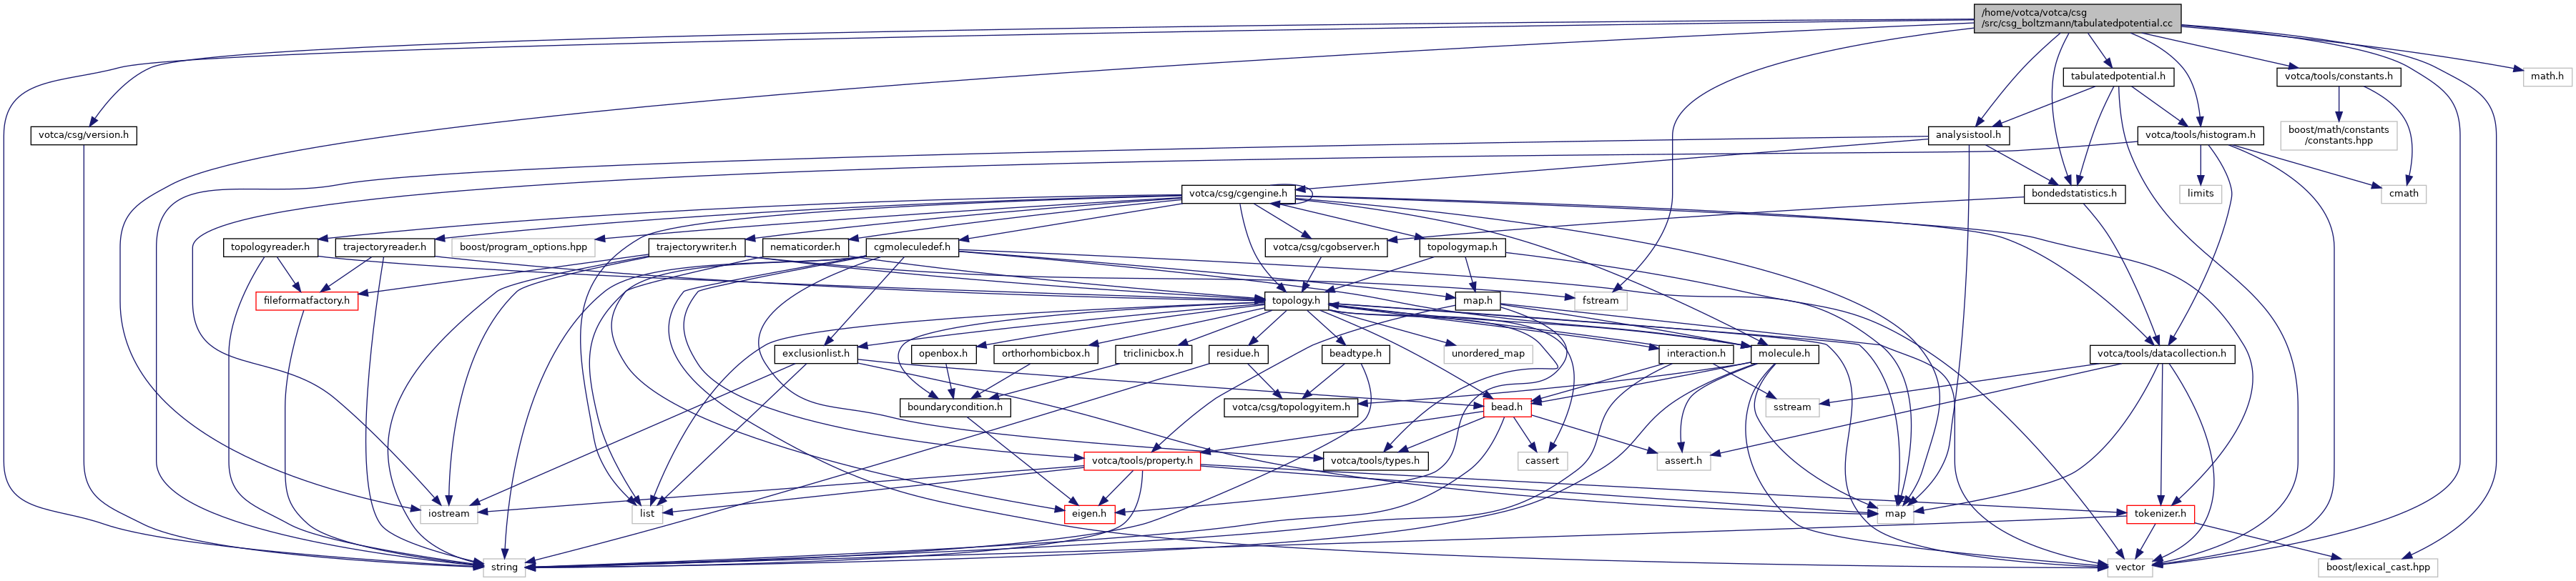 /home/votca/votca/csg
/src/csg_boltzmann/tabulatedpotential.cc
tabulatedpotential.h
votca/tools/constants.h
math.h
votca/csg/version.h
analysistool.h
votca/tools/histogram.h
boost/math/constants
/constants.hpp
votca/csg/cgengine.h
bondedstatistics.h
limits
cmath
topologyreader.h
trajectoryreader.h
boost/program_options.hpp
trajectorywriter.h
nematicorder.h
cgmoleculedef.h
votca/csg/cgobserver.h
topologymap.h
fileformatfactory.h
topology.h
map.h
fstream
exclusionlist.h
openbox.h
orthorhombicbox.h
triclinicbox.h
residue.h
beadtype.h
unordered_map
interaction.h
molecule.h
votca/tools/datacollection.h
boundarycondition.h
votca/csg/topologyitem.h
bead.h
sstream
votca/tools/property.h
votca/tools/types.h
cassert
assert.h
iostream
list
eigen.h
map
tokenizer.h
string
vector
boost/lexical_cast.hpp